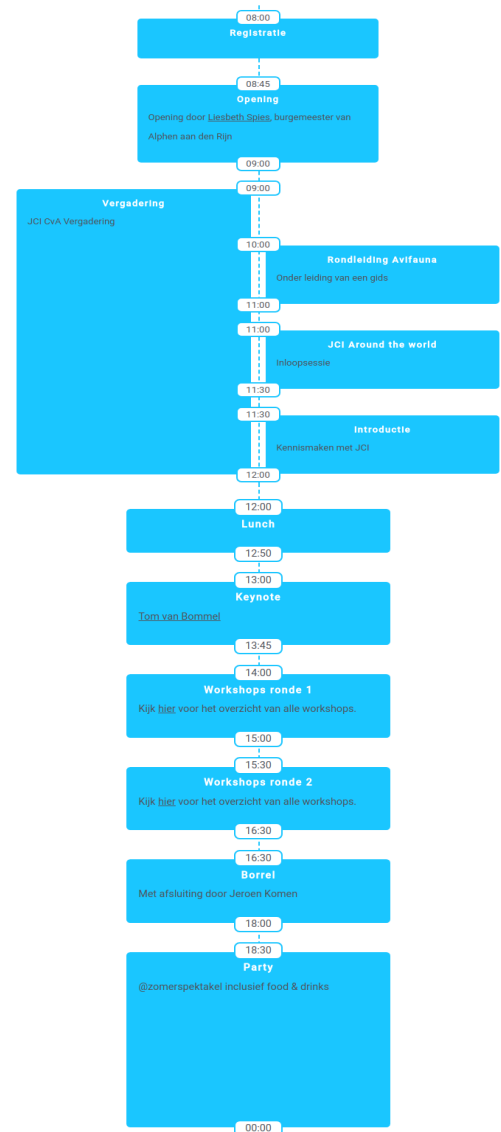 08:00
Registratie
08:45
Opening
Opening door Liesbeth Spies, burgemeester van
Alphen aan den Rijn
09:00
09:00
Vergadering
JCI CvA Vergadering
10:00
Rondleiding Avifauna
Onder leiding van een gids
11:00
11:00
JCI Around the world
Inloopsessie
11:30
11:30
Introductie
Kennismaken met JCI
12:00
12:00
Lunch
12:50
13:00
Keynote
Tom van Bommel
13:45
14:00
Workshops ronde 1
Kijk hier voor het overzicht van alle workshops.
15:00
15:30
Workshops ronde 2
Kijk hier voor het overzicht van alle workshops.
16:30
16:30
Borrel
Met afsluiting door Jeroen Komen
18:00
18:30
Party
@zomerspektakel inclusief food & drinks
00:00